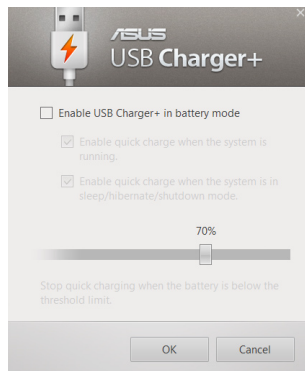 ASUS
USB Charger+
Enable USB Charger+ in battery mode
Enable quick charge when the system is
running.
Enable quick charge when the system is in
sleep/hibernate/shutdown mode.
70%
Stop quick charging when the battery is below the
threshold limit.
OK
Cancel